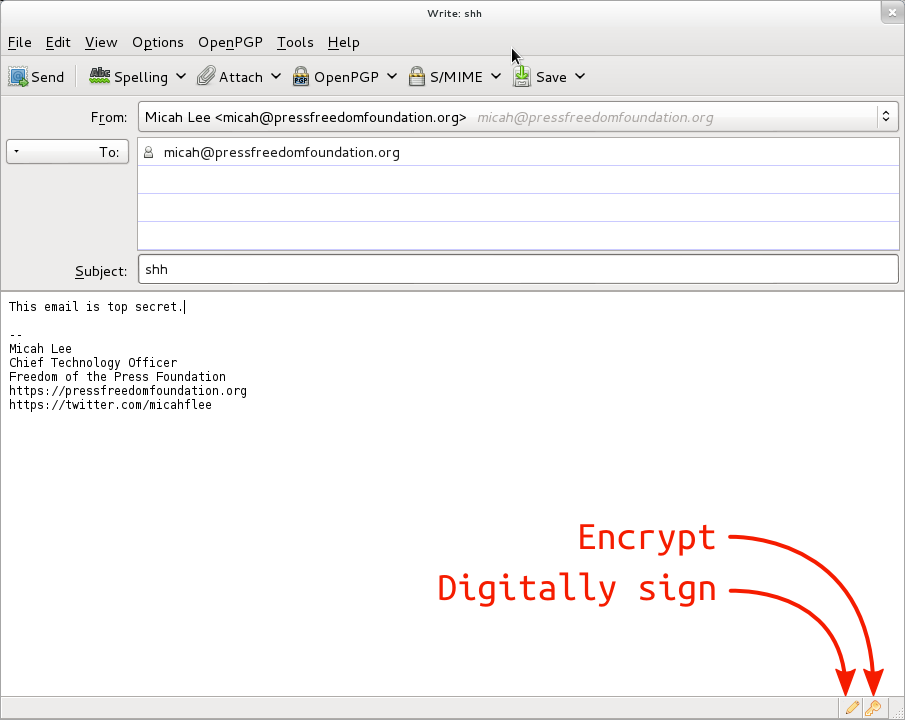 Write: shh
File Edit View Options OpenPGP Tools Help
Send Spelling Attach OpenPGP S/MIME Save
From: Micah Lee <micah@pressfreedomfoundation.org> micah@pressfreedomfoundation.org
To: micah@pressfreedomfoundation.org
Subject: shh
This email is top secret.
--
Micah Lee
Chief Technology Officer
Freedom of the Press Foundation
https://pressfreedomfoundation.org
https://twitter.com/micahflee
Encrypt
Digitally sign